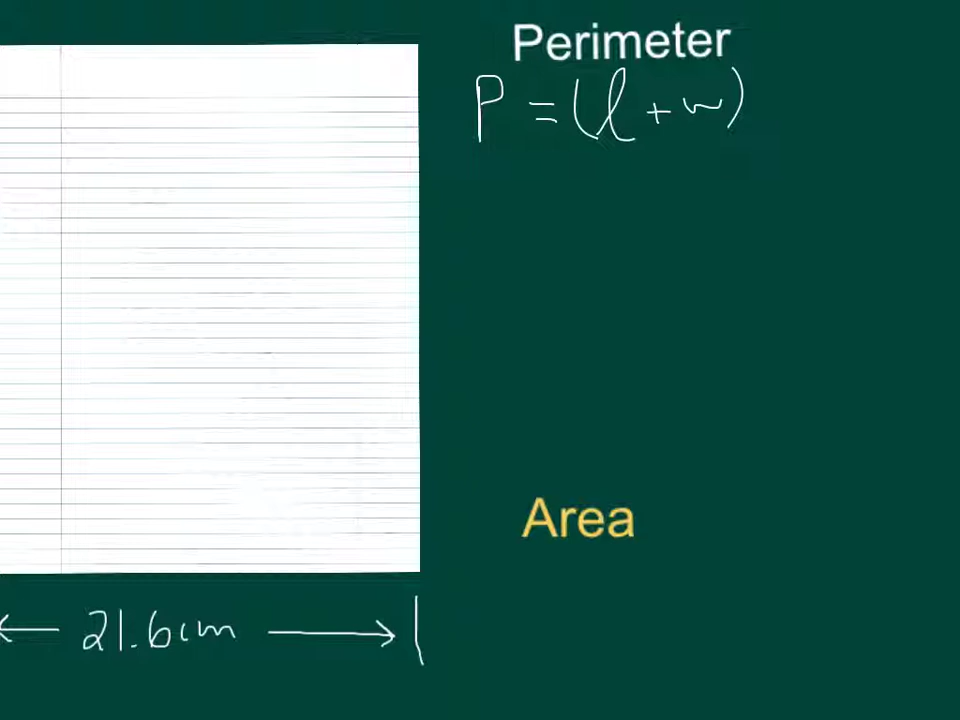 Perimeter
P = (l + w)
Area
21.6cm